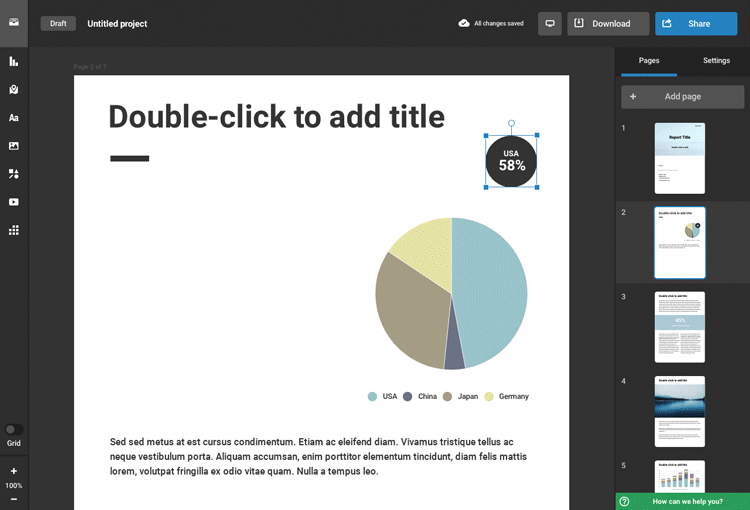 Draft
Untitled project
All changes saved
Download
Share
Page 2 of 7
Pages
Settings
Add page
Aa
Double-click to add title
USA
58%
USA
China
Japan
Germany
Sed sed metus at est cursus condimentum. Etiam ac eleifend diam. Vivamus tristique tellus ac
neque vestibulum porta. Aliquam accumsan, enim porttitor elementum tincidunt, diam felis mattis
lorem, volutpat fringilla ex odio vitae quam. Nulla a tempus leo.
Grid
100%
1
Report Title
2
Double-click to add title
3
Double-click to add title
45%
4
Double-click to add title
5
Double-click to add title
How can we help you?